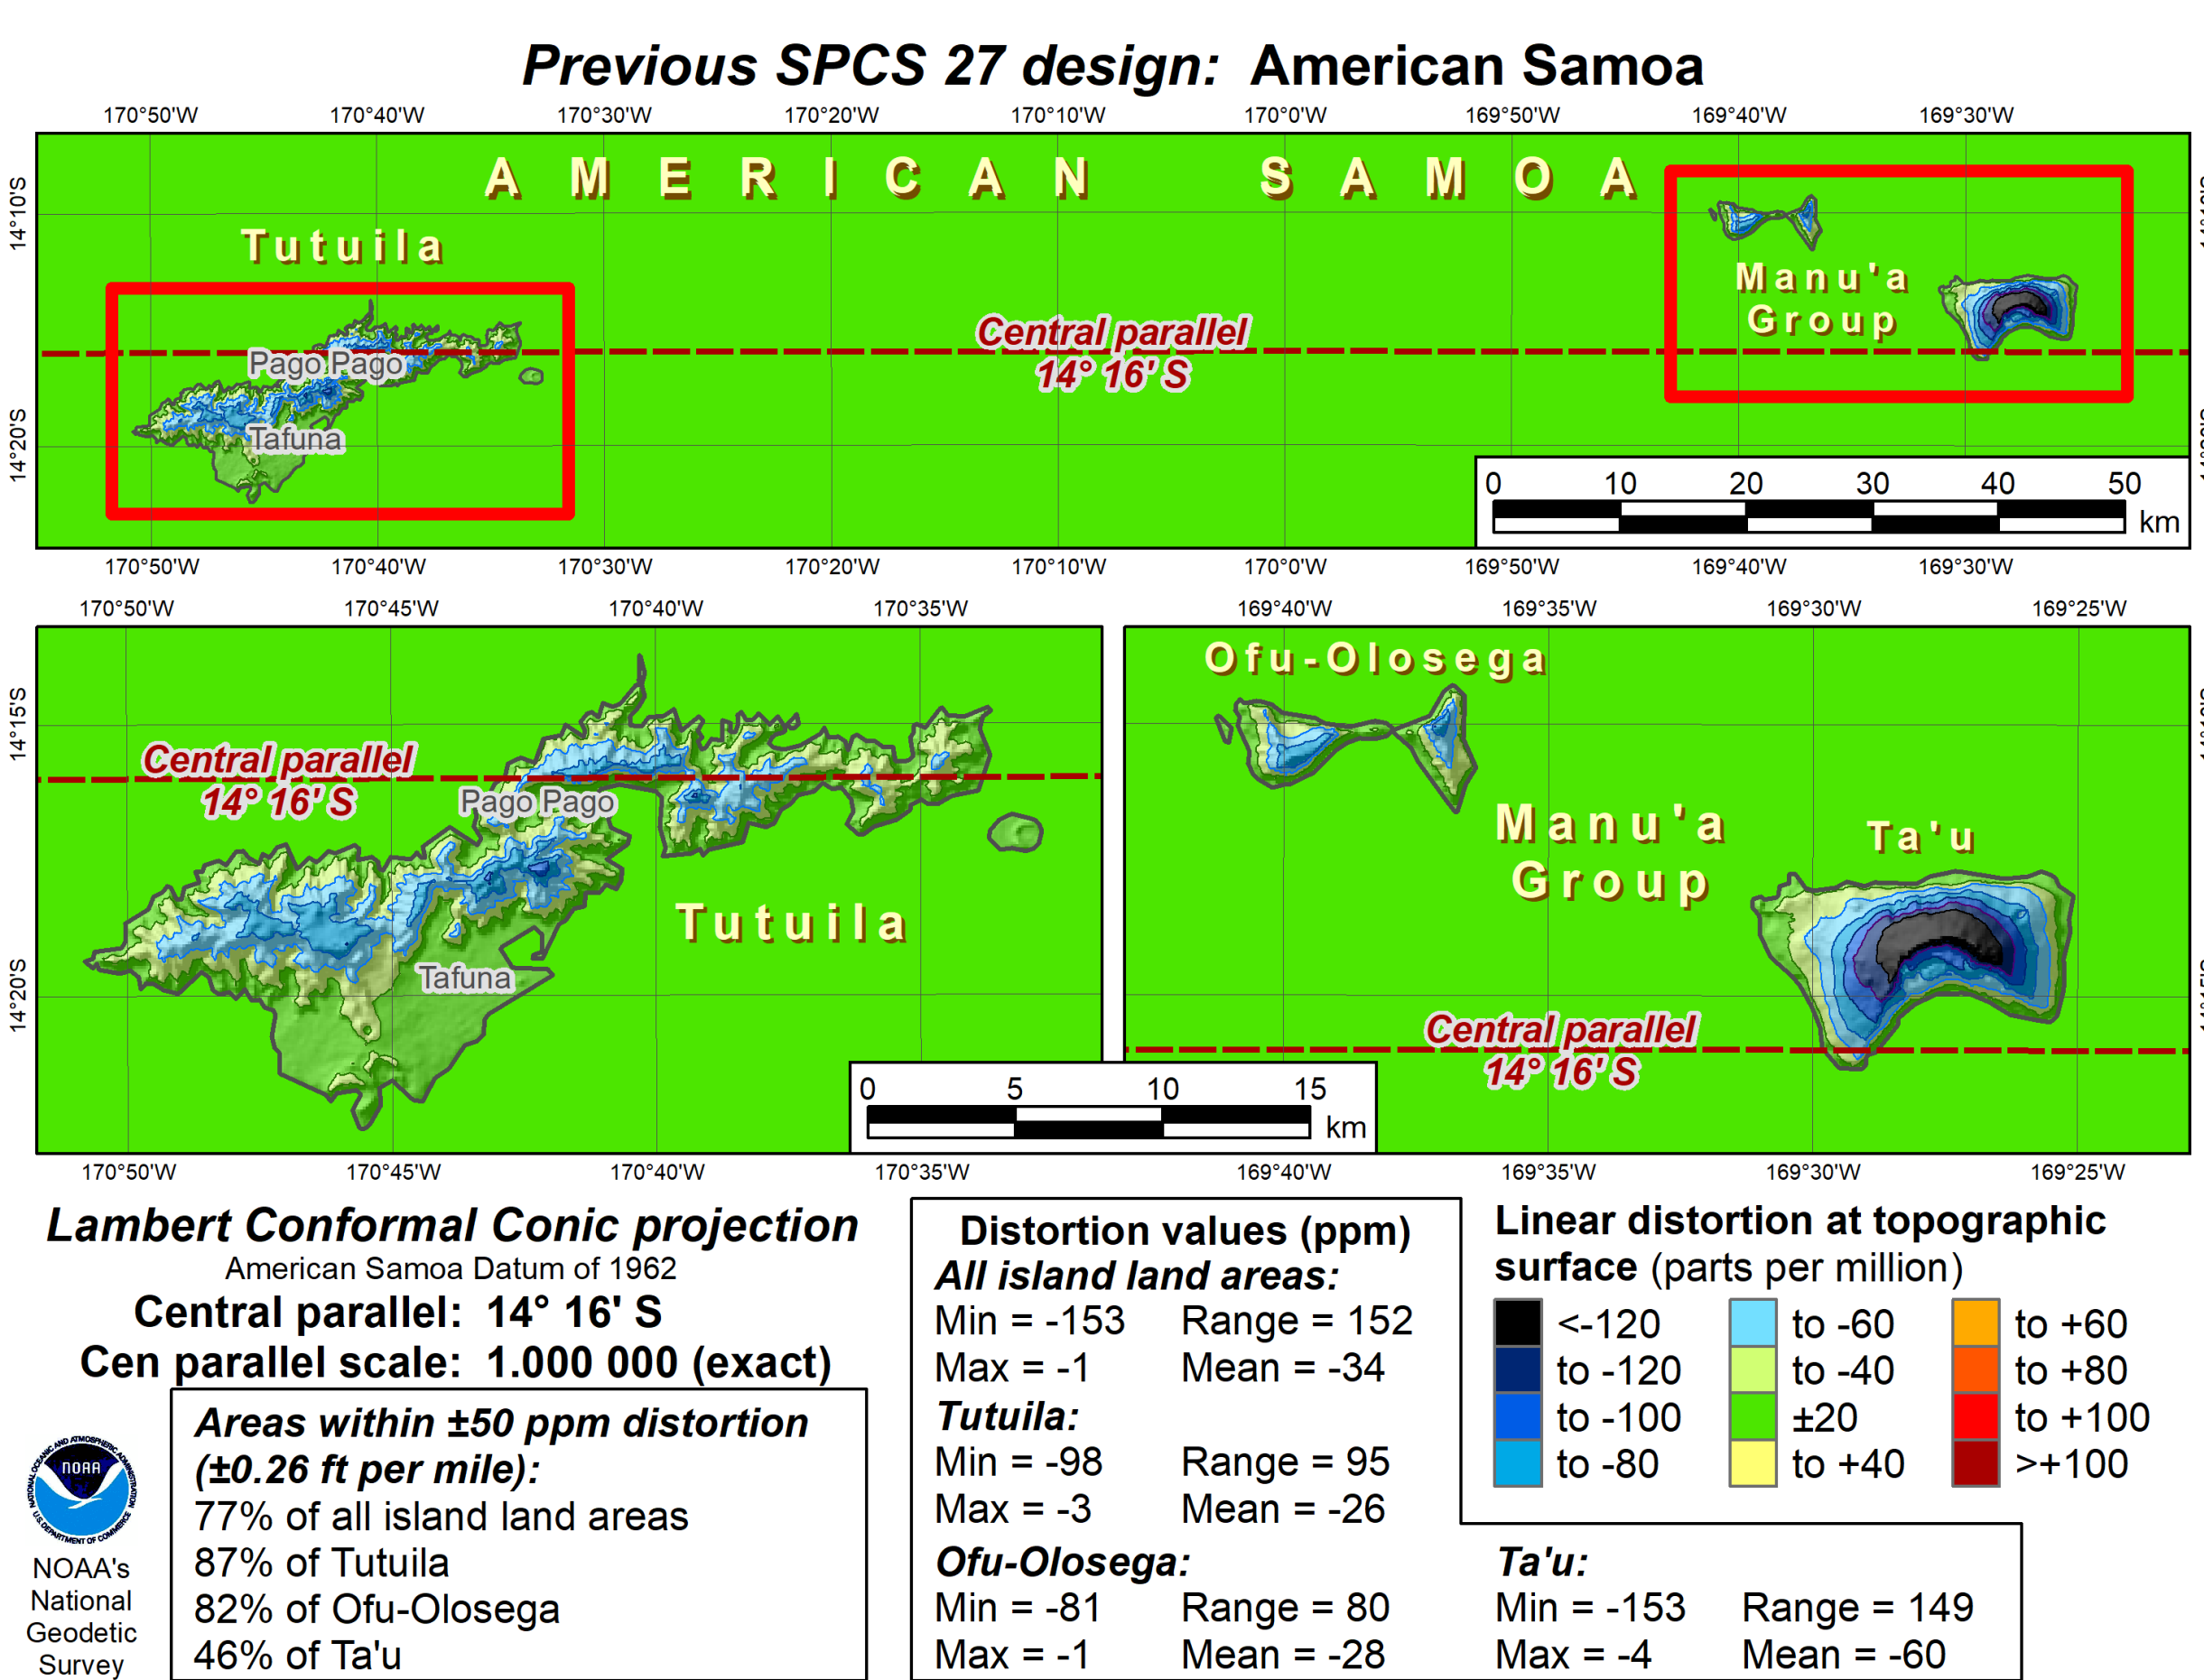 Previous SPCS 27 design: American Samoa
170°50'W 170°40'W 170°30'W 170°20'W 170°10'W 170°0'W 169°50'W 169°40'W 169°30'W
AMERICAN SAMOA
14°10'S
Tutuila
Manu'a
Group
Central parallel
14° 16' S
Pago Pago
Tafuna
14°20'S
0 10 20 30 40 50
km
170°50'W 170°40'W 170°30'W 170°20'W 170°10'W 170°0'W 169°50'W 169°40'W 169°30'W
170°50'W 170°45'W 170°40'W 170°35'W 169°40'W 169°35'W 169°30'W 169°25'W
Ofu-Olosega
14°15'S
Central parallel
14° 16' S
Pago Pago
Manu'a
Group
Ta'u
Tutuila
Tafuna
14°20'S
Central parallel
14° 16' S
0 5 10 15
km
170°50'W 170°45'W 170°40'W 170°35'W 169°40'W 169°35'W 169°30'W 169°25'W
Lambert Conformal Conic projection
American Samoa Datum of 1962
Central parallel: 14° 16' S
Cen parallel scale: 1.000 000 (exact)
Areas within ±50 ppm distortion
(±0.26 ft per mile):
77% of all island land areas
87% of Tutuila
82% of Ofu-Olosega
46% of Ta'u
NATIONAL OCEANIC AND ATMOSPHERIC ADMINISTRATION
NOAA
U.S. DEPARTMENT OF COMMERCE
NOAA's
National
Geodetic
Survey
Distortion values (ppm)
All island land areas:
Min = -153 Range = 152
Max = -1 Mean = -34
Tutuila:
Min = -98 Range = 95
Max = -3 Mean = -26
Ofu-Olosega:
Min = -81 Range = 80
Max = -1 Mean = -28
Ta'u:
Min = -153 Range = 149
Max = -4 Mean = -60
Linear distortion at topographic
surface (parts per million)
<-120 to -60 to +60
to -120 to -40 to +80
to -100 ±20 to +100
to -80 to +40 >+100